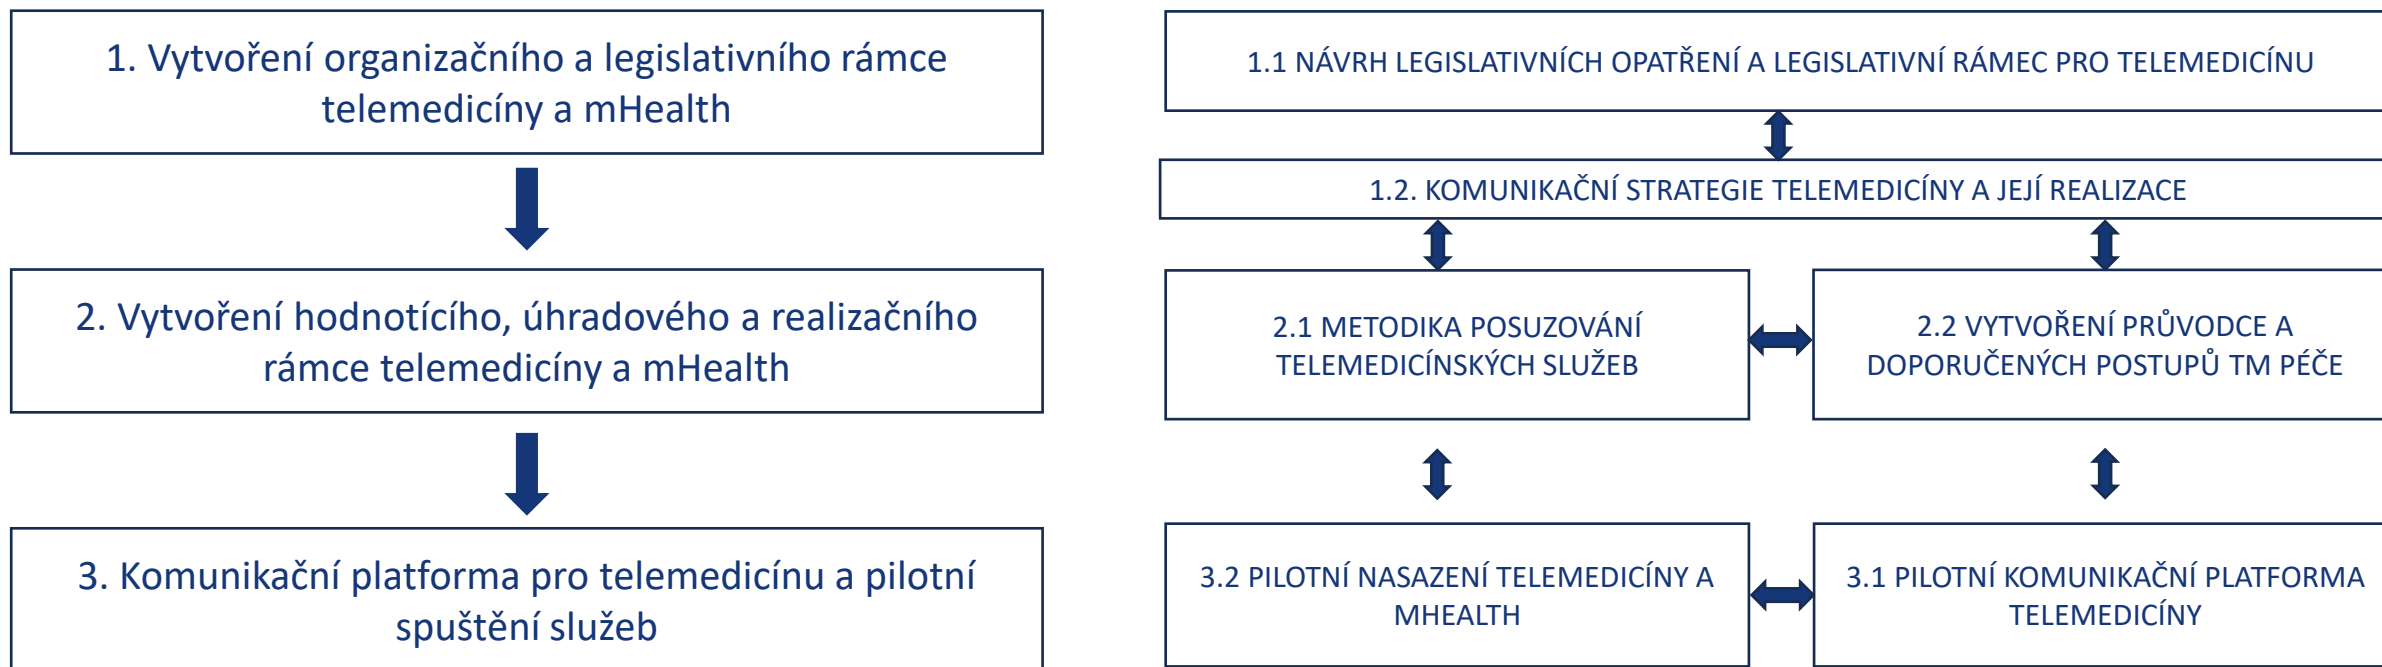 1. Vytvoření organizačního a legislativního rámce
telemedicíny a mHealth
2. Vytvoření hodnotícího, úhradového a realizačního
rámce telemedicíny a mHealth
3. Komunikační platforma pro telemedicínu a pilotní
spuštění služeb
1.1 NÁVRH LEGISLATIVNÍCH OPATŘENÍ A LEGISLATIVNÍ RÁMEC PRO TELEMEDICÍNU
1.2. KOMUNIKAČNÍ STRATEGIE TELEMEDICÍNY A JEJÍ REALIZACE
2.1 METODIKA POSUZOVÁNÍ
TELEMEDICÍNSKÝCH SLUŽEB
2.2 VYTVOŘENÍ PRŮVODCE A
DOPORUČENÝCH POSTUPŮ TM PÉČE
3.2 PILOTNÍ NASAZENÍ TELEMEDICÍNY A
MHEALTH
3.1 PILOTNÍ KOMUNIKAČNÍ PLATFORMA
TELEMEDICÍNY